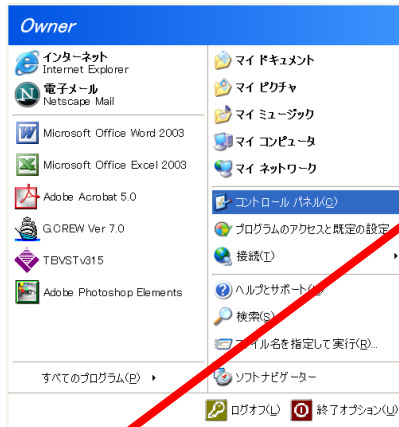 Owner
インターネット
Internet Explorer
電子メール
Netscape Mail
Microsoft Office Word 2003
Microsoft Office Excel 2003
Adobe Acrobat 5.0
G.CREW Ver 7.0
TBVSTv315
Adobe Photoshop Elements
すべてのプログラム(P)
マイ ドキュメント
マイ ピクチャ
マイ ミュージック
マイ コンピュータ
マイ ネットワーク
コントロール パネル(C)
プログラムのアクセスと既定の設定
接続(T)
ヘルプとサポート
検索(S)
イル名を指定して実行(R)...
ソフトナビゲーター
ログオフ(L)
終了オプション(U)